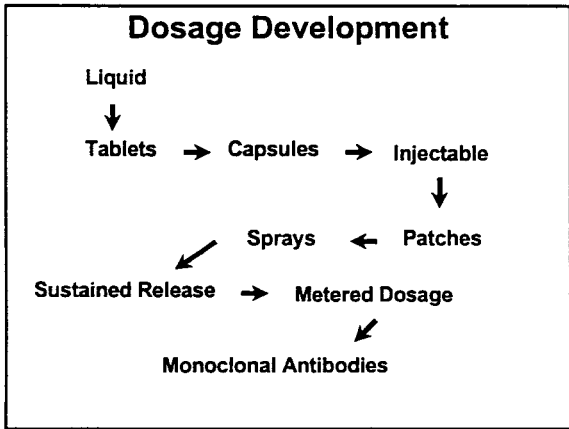 Dosage Development
Liquid
Tablets Capsules Injectable
Sprays Patches
Sustained Release Metered Dosage
Monoclonal Antibodies